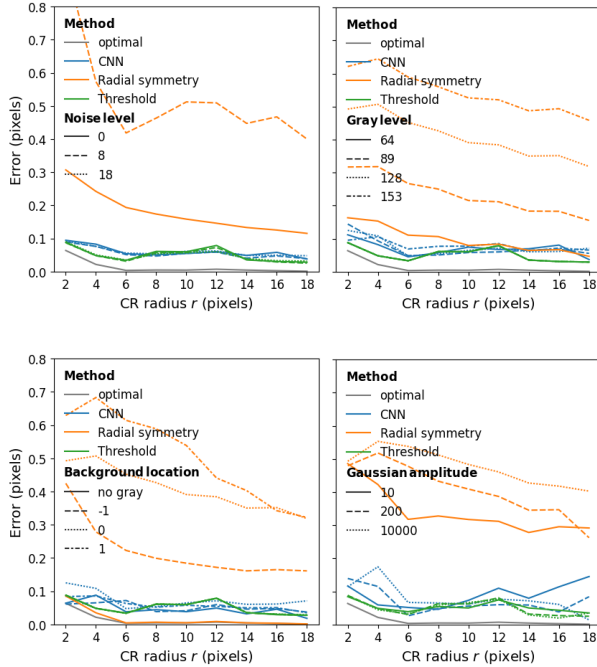 0.8
0.7
0.6
0.5
0.4
0.3
0.2
0.1
0.0
Error (pixels)
Method
optimal
CNN
Radial symmetry
Threshold
Noise level
0
8
18
2 4 6 8 10 12 14 16 18
CR radius r (pixels)
Method
optimal
CNN
Radial symmetry
Threshold
Gray level
64
89
128
153
2 4 6 8 10 12 14 16 18
CR radius r (pixels)
0.8
0.7
0.6
0.5
0.4
0.3
0.2
0.1
0.0
Error (pixels)
Method
optimal
CNN
Radial symmetry
Threshold
Background location
no gray
-1
0
1
2 4 6 8 10 12 14 16 18
CR radius r (pixels)
Method
optimal
CNN
Radial symmetry
Threshold
Gaussian amplitude
10
200
10000
2 4 6 8 10 12 14 16 18
CR radius r (pixels)